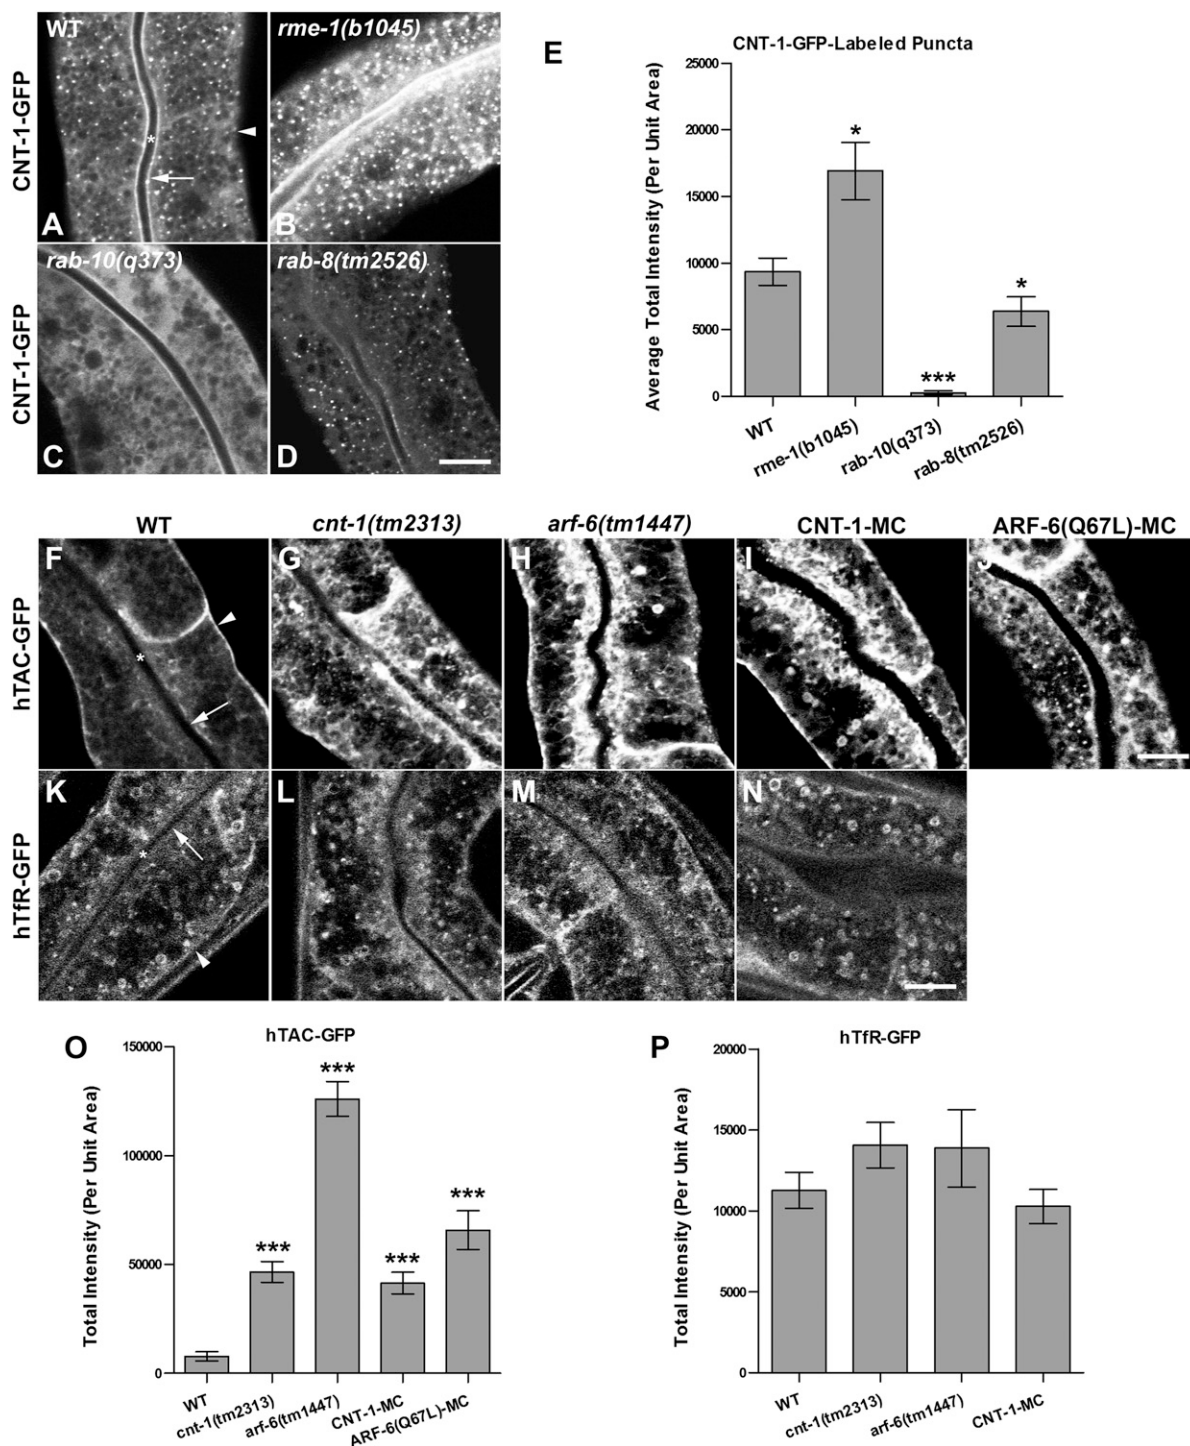 WT
rme-1(b1045)
CNT-1-GFP
A
B
rab-10(q373)
rab-8(tm2526)
CNT-1-GFP
C
D
E
CNT-1-GFP-Labeled Puncta
Average Total Intensity (Per Unit Area)
25000
20000
15000
10000
5000
0
*
***
*
WT
rme-1(b1045)
rab-10(q373)
rab-8(tm2526)
WT
cnt-1(tm2313)
arf-6(tm1447)
CNT-1-MC
ARF-6(Q67L)-MC
hTAC-GFP
F
G
H
I
J
*
hTfR-GFP
K
L
M
N
*
O
hTAC-GFP
Total Intensity (Per Unit Area)
150000
100000
50000
0
***
***
***
***
WT
cnt-1(tm2313)
arf-6(tm1447)
CNT-1-MC
ARF-6(Q67L)-MC
P
hTfR-GFP
Total Intensity (Per Unit Area)
20000
15000
10000
5000
0
WT
cnt-1(tm2313)
arf-6(tm1447)
CNT-1-MC